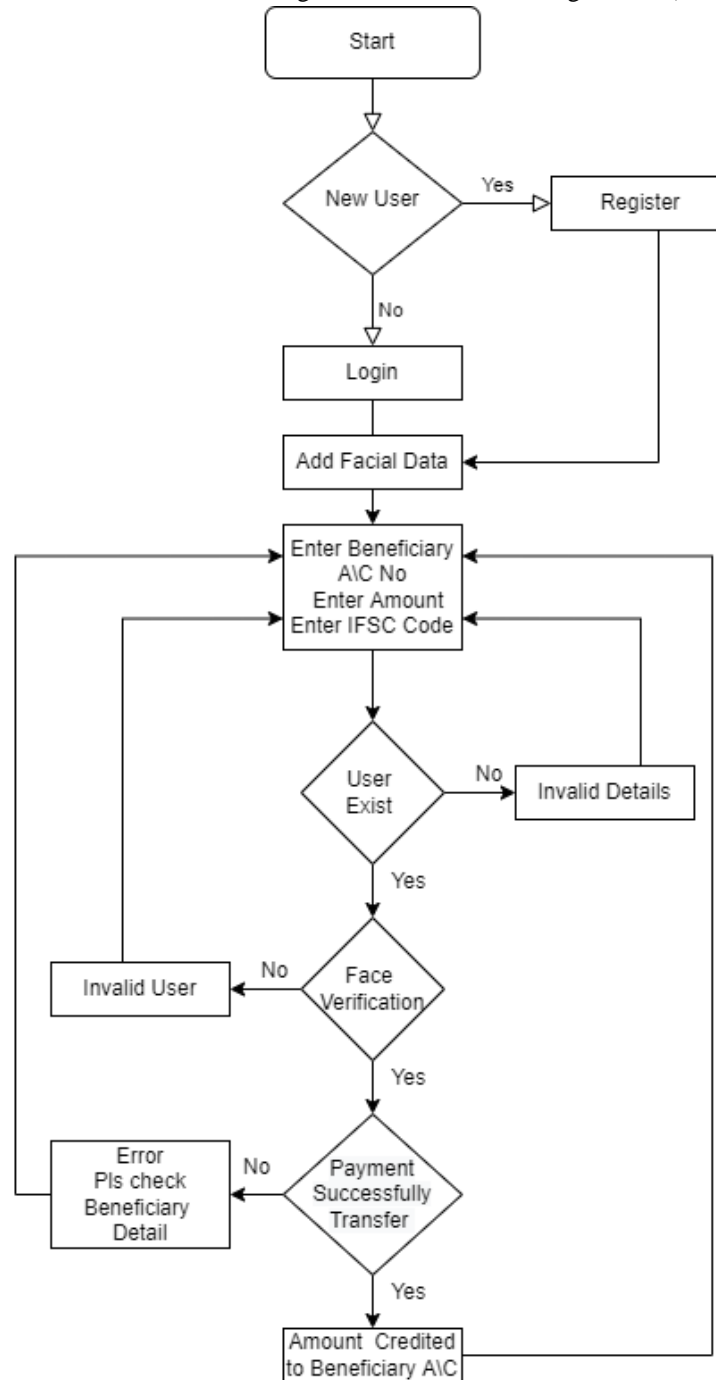 Start
New User
Yes
Register
No
Login
Add Facial Data
Enter Beneficiary
A\C No
Enter Amount
Enter IFSC Code
User
Exist
No
Invalid Details
Yes
Face
Verification
No
Invalid User
Yes
Payment
Successfully
Transfer
No
Error
Pls check
Beneficiary
Detail
Yes
Amount Credited
to Beneficiary A\C